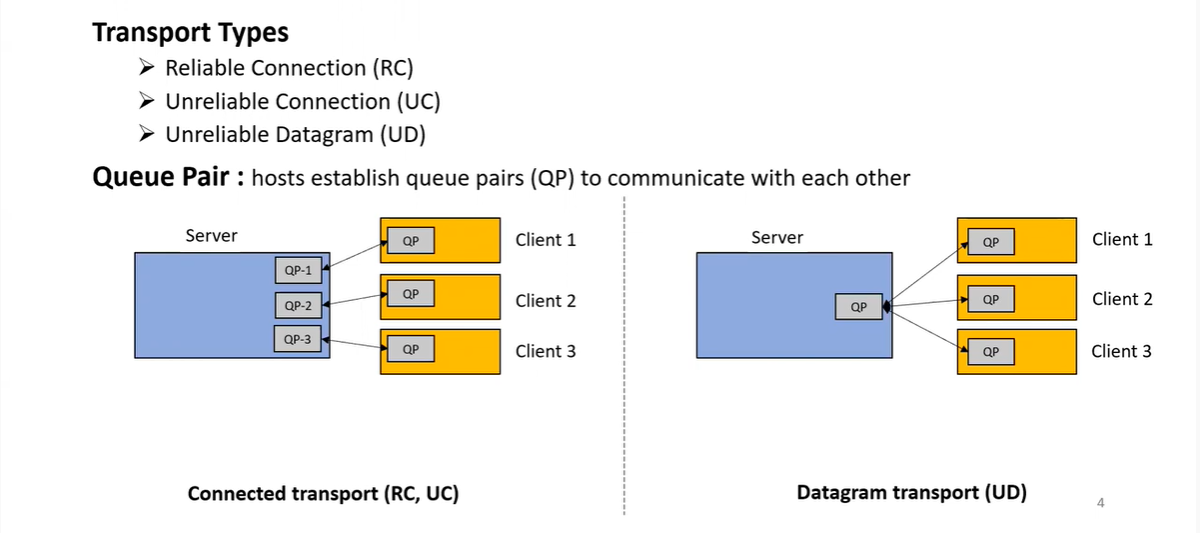 Transport Types
➢ Reliable Connection (RC)
➢ Unreliable Connection (UC)
➢ Unreliable Datagram (UD)
Queue Pair : hosts establish queue pairs (QP) to communicate with each other
Server
QP-1
QP-2
QP-3
QP
Client 1
QP
Client 2
QP
Client 3
Connected transport (RC, UC)
Server
QP
QP
Client 1
QP
Client 2
QP
Client 3
Datagram transport (UD)
4